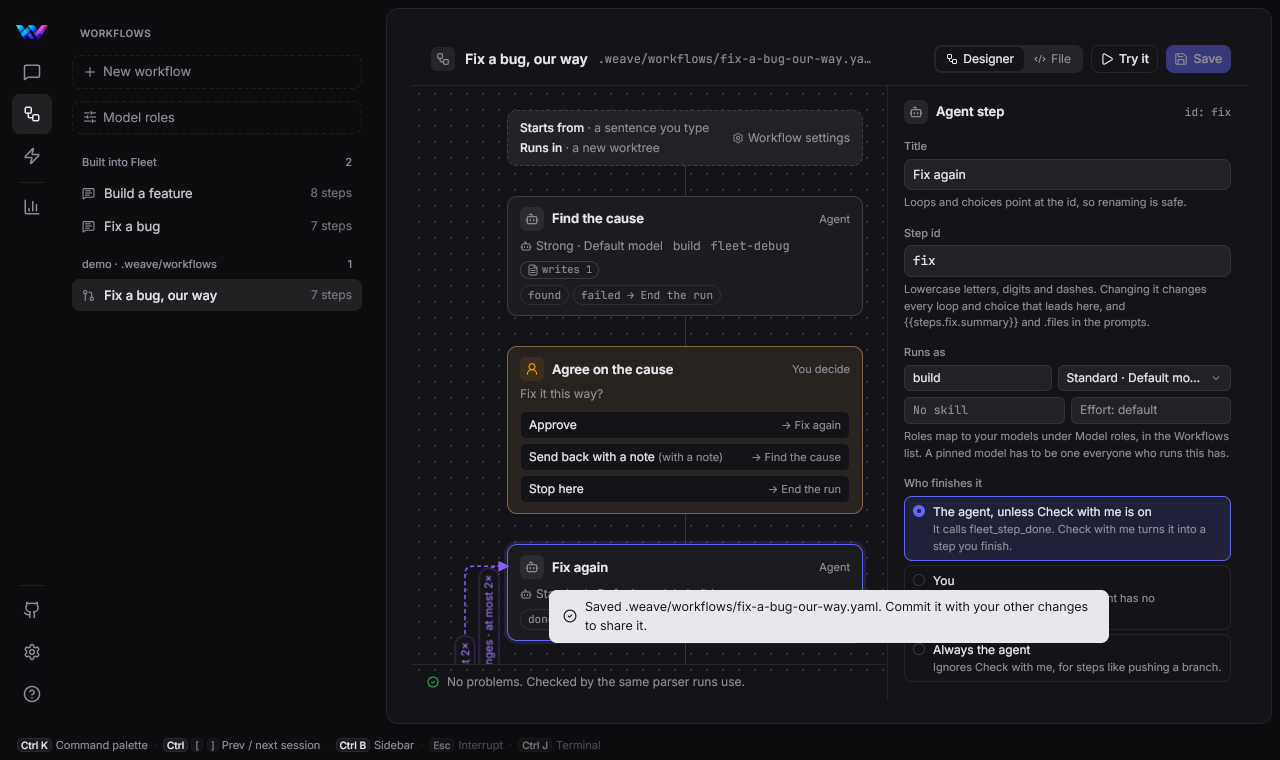 WORKFLOWS
New workflow
Model roles
Built into Fleet 2
Build a feature 8 steps
Fix a bug 7 steps
demo · .weave/workflows 1
Fix a bug, our way 7 steps
Fix a bug, our way .weave/workflows/fix-a-bug-our-way.ya…
Designer File Try it Save
Starts from · a sentence you type
Runs in · a new worktree
Workflow settings
Find the cause Agent
Strong · Default model build fleet-debug
writes 1
found failed → End the run
Agree on the cause You decide
Fix it this way?
Approve → Fix again
Send back with a note (with a note) → Find the cause
Stop here → End the run
Fix again Agent
nges · at most 2×
t 2×
No problems. Checked by the same parser runs use.
Agent step id: fix
Title
Fix again
Loops and choices point at the id, so renaming is safe.
Step id
fix
Lowercase letters, digits and dashes. Changing it changes
every loop and choice that leads here, and
{{steps.fix.summary}} and .files in the prompts.
Runs as
build Standard · Default mo...
No skill Effort: default
Roles map to your models under Model roles, in the Workflows
list. A pinned model has to be one everyone who runs this has.
Who finishes it
The agent, unless Check with me is on
It calls fleet_step_done. Check with me turns it into a
step you finish.
You
nt has no
Always the agent
Ignores Check with me, for steps like pushing a branch.
Saved .weave/workflows/fix-a-bug-our-way.yaml. Commit it with your other changes
to share it.
Ctrl K Command palette · Ctrl [ ] Prev / next session · Ctrl B Sidebar · Esc Interrupt · Ctrl J Terminal